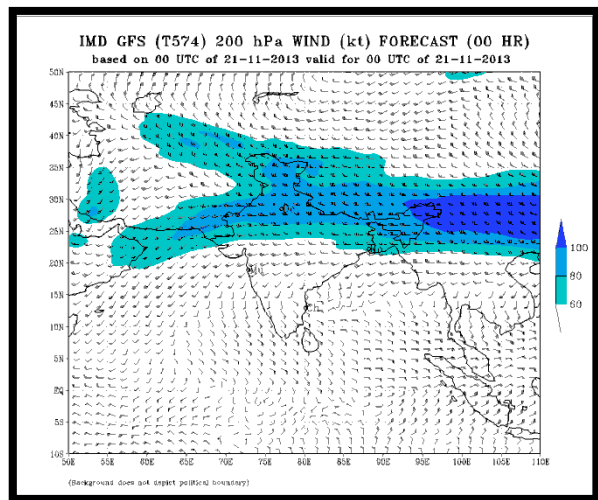 IMD GFS (T574) 200 hPa WIND (kt) FORECAST (00 HR)
based on 00 UTC of 21-11-2013 valid for 00 UTC of 21-11-2013
50N
45N
40N
35N
30N
25N
20N
15N
10N
5N
EQ
5S
10S
50E 55E 60E 65E 70E 75E 80E 85E 90E 95E 100E 105E 110E
100
80
60
(Background does not depict political boundary)